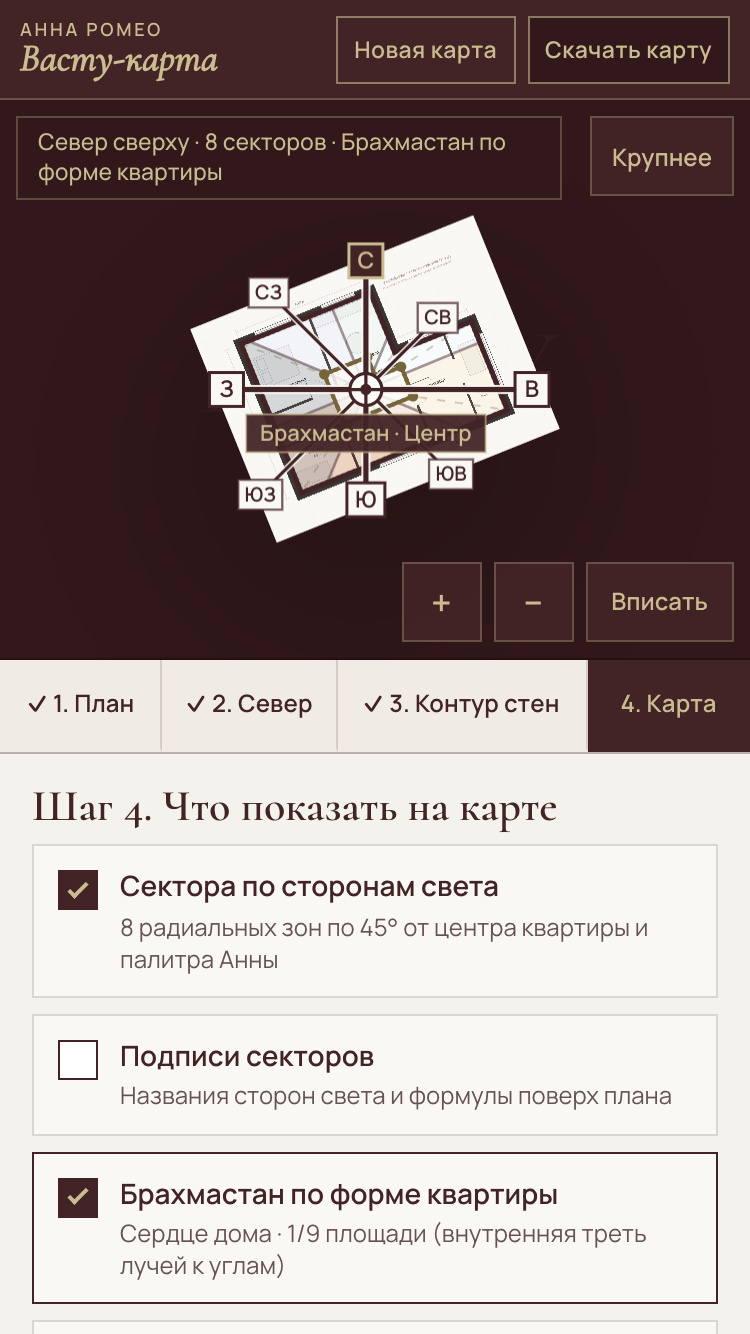 АННА РОМЕО
Васту-карта
Новая карта
Скачать карту
Север сверху · 8 секторов · Брахмастан по
форме квартиры
Крупнее
С
СЗ
СВ
З
В
Брахмастан · Центр
ЮЗ
Ю
ЮВ
+
−
Вписать
✓ 1. План
✓ 2. Север
✓ 3. Контур стен
4. Карта
Шаг 4. Что показать на карте
Сектора по сторонам света
8 радиальных зон по 45° от центра квартиры и
палитра Анны
Подписи секторов
Названия сторон света и формулы поверх плана
Брахмастан по форме квартиры
Сердце дома · 1/9 площади (внутренняя треть
лучей к углам)